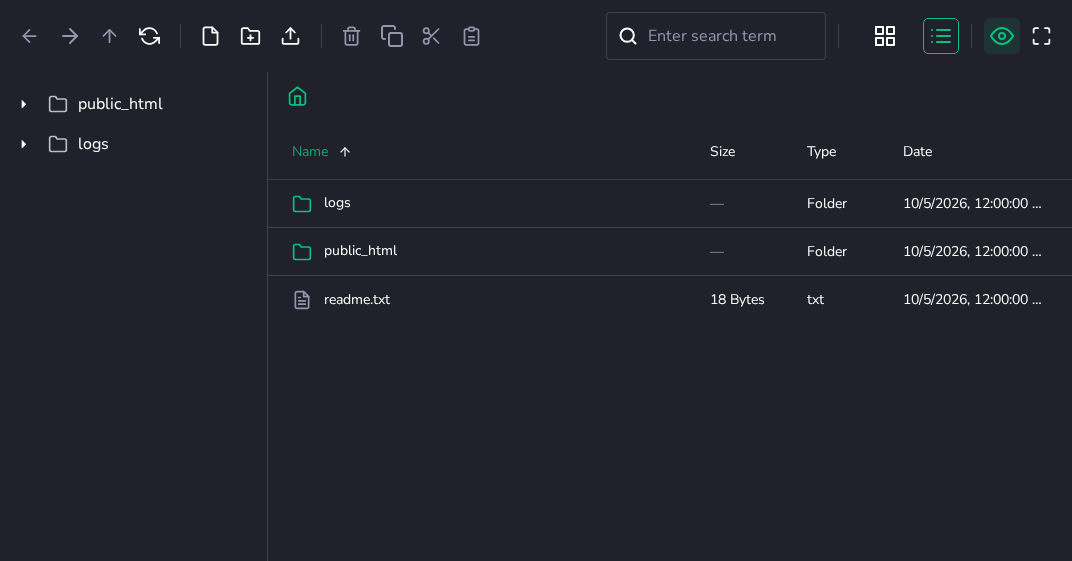 Enter search term
public_html
logs
Name Size Type Date
logs — Folder 10/5/2026, 12:00:00 ...
public_html — Folder 10/5/2026, 12:00:00 ...
readme.txt 18 Bytes txt 10/5/2026, 12:00:00 ...